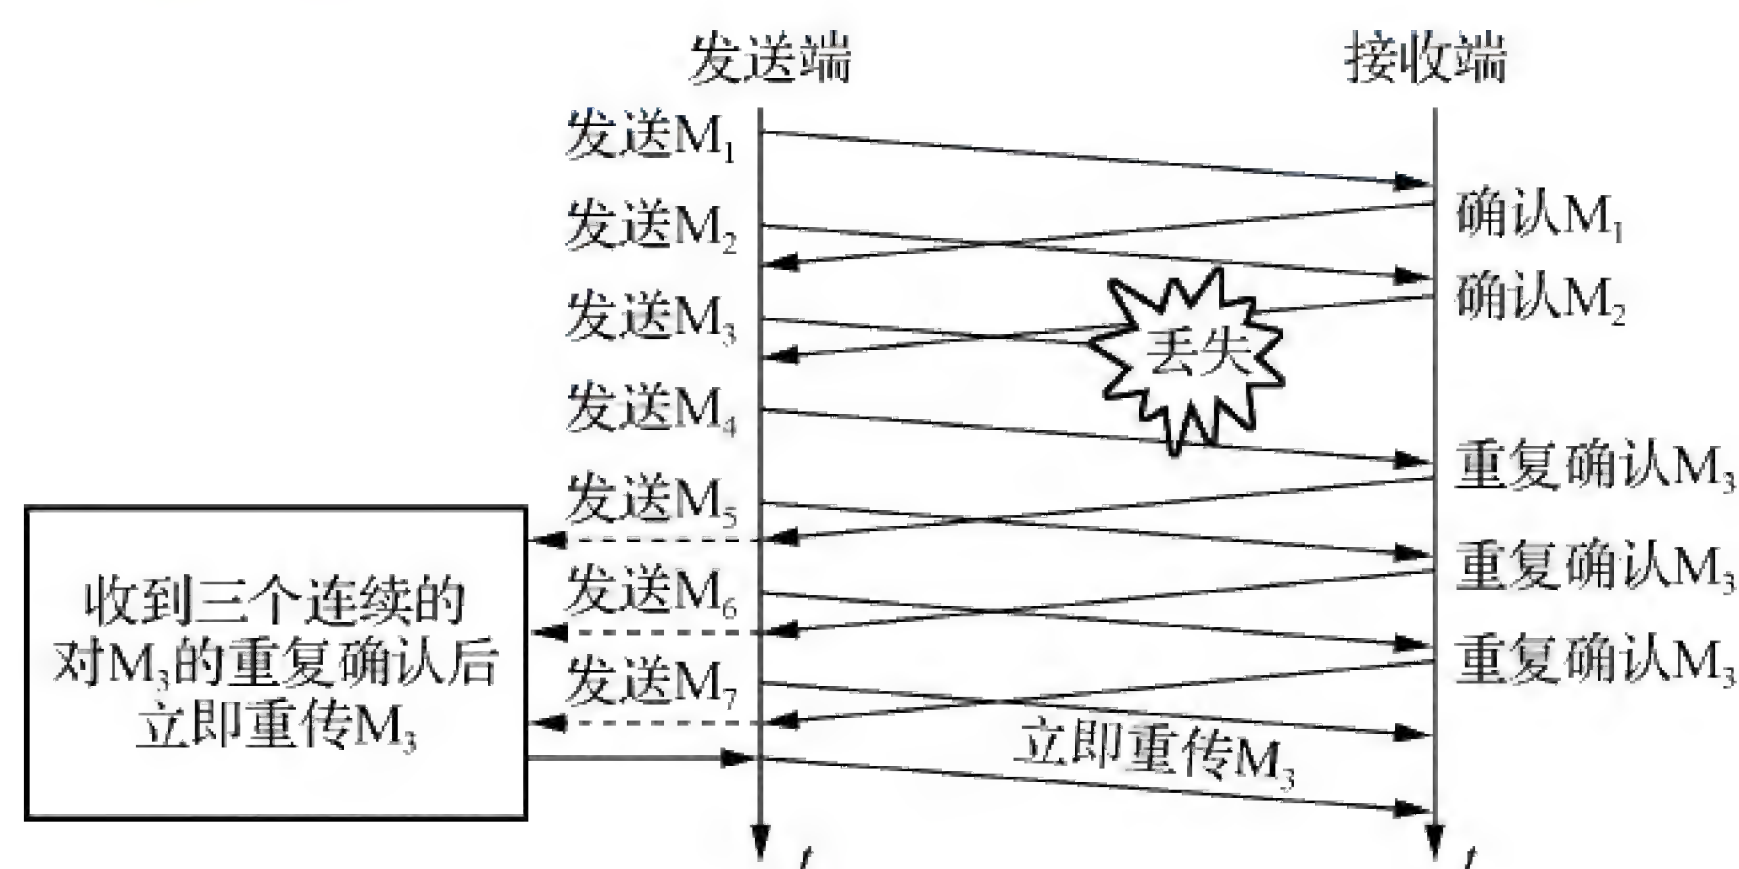 发送端
接收端
发送M₁
确认M₁
发送M₂
确认M₂
发送M₃
丢失
发送M₄
重复确认M₃
发送M₅
重复确认M₃
发送M₆
重复确认M₃
发送M₇
收到三个连续的
对M₃的重复确认后
立即重传M₃
立即重传M₃
t
t